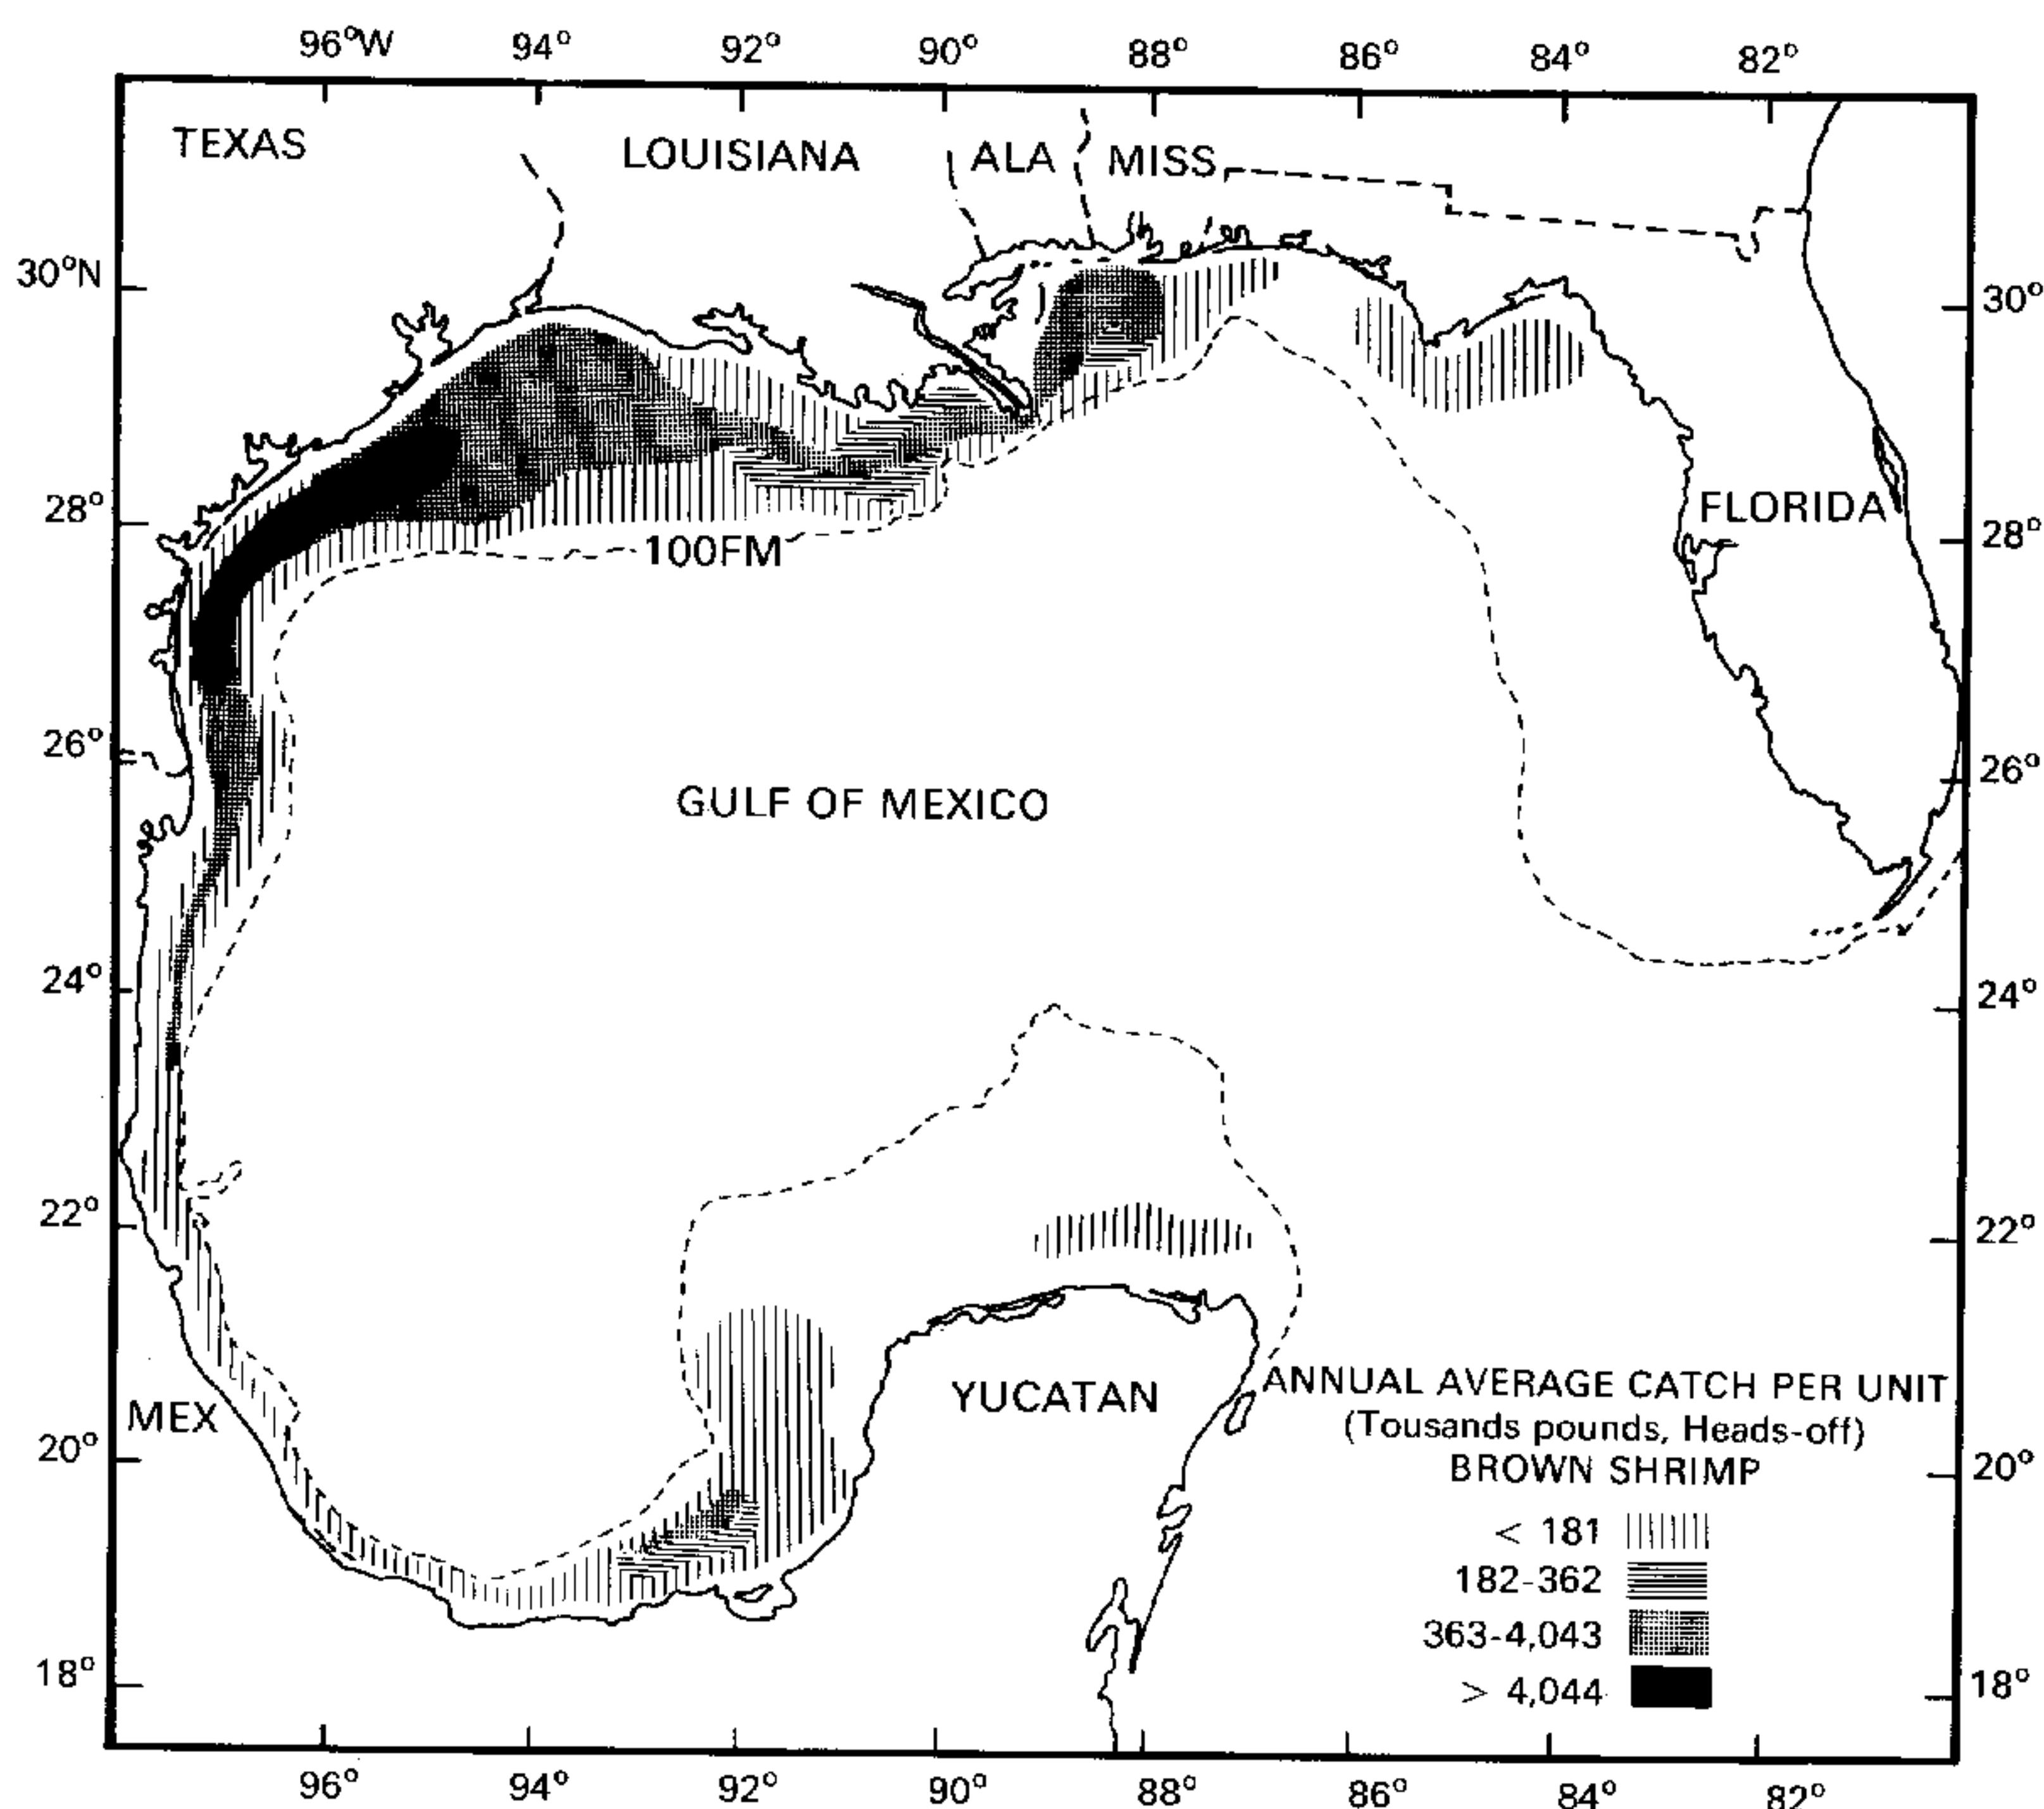 96°W 94° 92° 90° 88° 86° 84° 82°
TEXAS LOUISIANA ALA MISS
30°N 30°
28° 28°
FLORIDA
100FM
26° 26°
GULF OF MEXICO
24° 24°
22° 22°
MEX YUCATAN
ANNUAL AVERAGE CATCH PER UNIT
(Tousands pounds, Heads-off)
BROWN SHRIMP
20° 20°
< 181
182-362
363-4,043
> 4,044
18° 18°
96° 94° 92° 90° 88° 86° 84° 82°